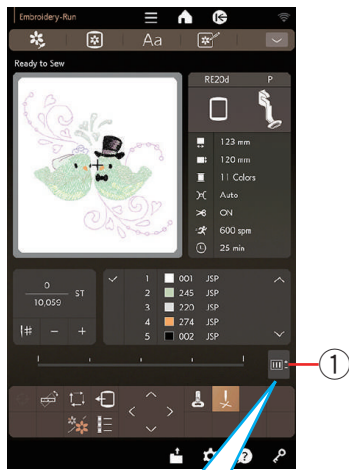 Embroidery-Run
Aa
Ready to Sew
RE20d P
123 mm
120 mm
11 Colors
Auto
ON
600 spm
25 min
0
10,059
ST
1 001 JSP
2 245 JSP
3 220 JSP
4 274 JSP
5 002 JSP
|# - +
1
?